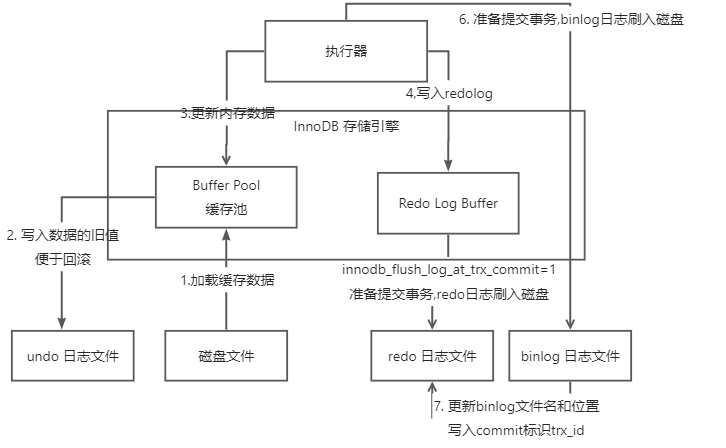 6. 准备提交事务,binlog日志刷入磁盘
执行器
4,写入redolog
3.更新内存数据
InnoDB 存储引擎
Buffer Pool
缓存池
Redo Log Buffer
2. 写入数据的旧值
便于回滚
1.加载缓存数据
innodb_flush_log_at_trx_commit=1
准备提交事务,redo日志刷入磁盘
undo 日志文件
磁盘文件
redo 日志文件
binlog 日志文件
7. 更新binlog文件名和位置
写入commit标识trx_id